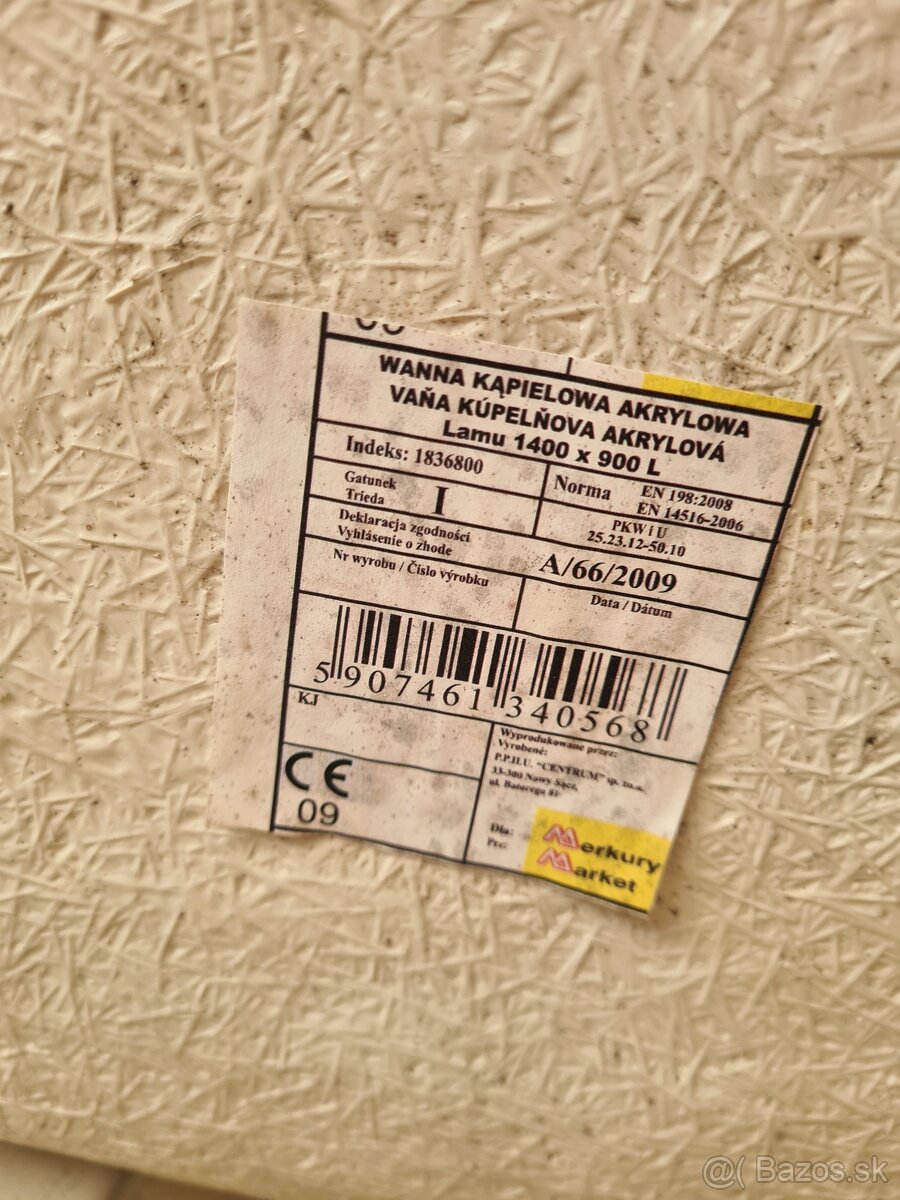 WANNA KĄPIELOWA AKRYLOWA
VAŇA KÚPELŇOVA AKRYLOVÁ
Lamu 1400 x 900 L
Indeks: 1836800
Norma EN 198:2008
EN 14516-2006
Gatunek
Trieda
I
PKW i U
25.23.12-50.10
Deklaracja zgodności
Vyhlásenie o zhode
A/66/2009
Nr wyrobu / Číslo výrobku
Data / Dátum
5 907461 340568
KJ
CE
09
Wyprodukowane przez:
Vyrobené:
P.P.H.U. "CENTRUM" sp. zo.o.
33-300 Nowy Sącz,
ul. Batorego
Dla:
Pre:
Merkury
Market
@( Bazos.sk